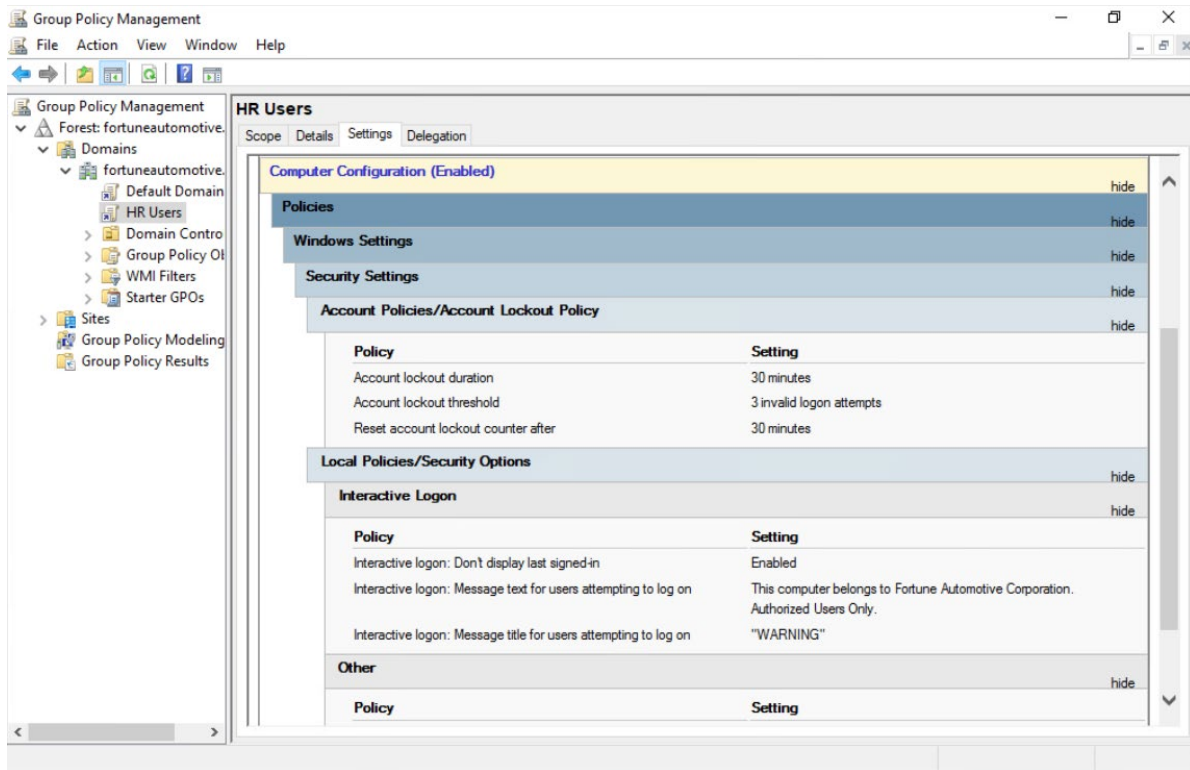 Group Policy Management
File Action View Window Help
Group Policy Management
Forest: fortuneautomotive.
Domains
fortuneautomotive.
Default Domain
HR Users
Domain Contro
Group Policy Ob
WMI Filters
Starter GPOs
Sites
Group Policy Modeling
Group Policy Results
HR Users
Scope Details Settings Delegation
Computer Configuration (Enabled)
hide
Policies
hide
Windows Settings
hide
Security Settings
hide
Account Policies/Account Lockout Policy
hide
Policy Setting
Account lockout duration 30 minutes
Account lockout threshold 3 invalid logon attempts
Reset account lockout counter after 30 minutes
Local Policies/Security Options
hide
Interactive Logon
hide
Policy Setting
Interactive logon: Don't display last signed-in Enabled
Interactive logon: Message text for users attempting to log on This computer belongs to Fortune Automotive Corporation.
Authorized Users Only.
Interactive logon: Message title for users attempting to log on "WARNING"
Other
hide
Policy Setting